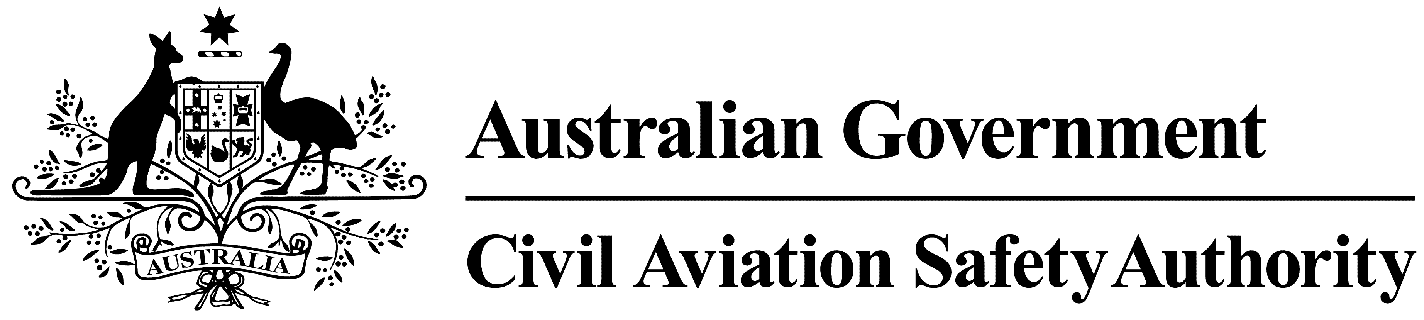 AUSTRALIA
Australian Government
Civil Aviation Safety Authority